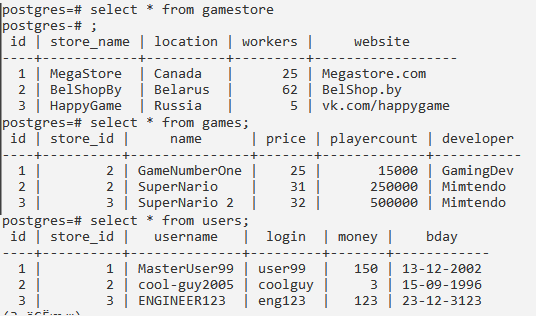 postgres=# select * from gamestore
postgres-# ;
 id | store_name | location | workers |     website
----+------------+----------+---------+------------------
  1 | MegaStore  | Canada   |      25 | Megastore.com
  2 | BelShopBy  | Belarus  |      62 | BelShop.by
  3 | HappyGame  | Russia   |       5 | vk.com/happygame
postgres=# select * from games;
 id | store_id |     name      | price | playercount | developer
----+----------+---------------+-------+-------------+-----------
  1 |        2 | GameNumberOne |    25 |       15000 | GamingDev
  2 |        2 | SuperNario    |    31 |      250000 | Mimtendo
  3 |        3 | SuperNario 2  |    32 |      500000 | Mimtendo
postgres=# select * from users;
 id | store_id |   username    |  login  | money |    bday
----+----------+---------------+---------+-------+------------
  1 |        1 | MasterUser99  | user99  |   150 | 13-12-2002
  2 |        2 | cool-guy2005  | coolguy |     3 | 15-09-1996
  3 |        3 | ENGINEER123   | eng123  |   123 | 23-12-3123